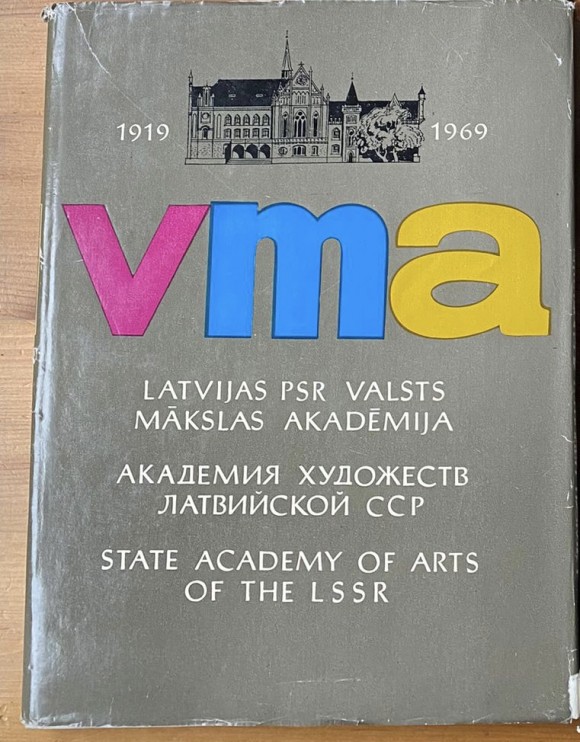 1919 1969
vma
LATVIJAS PSR VALSTS
MĀKSLAS AKADĒMIJA
АКАДЕМИЯ ХУДОЖЕСТВ
ЛАТВИЙСКОЙ ССР
STATE ACADEMY OF ARTS
OF THE LSSR